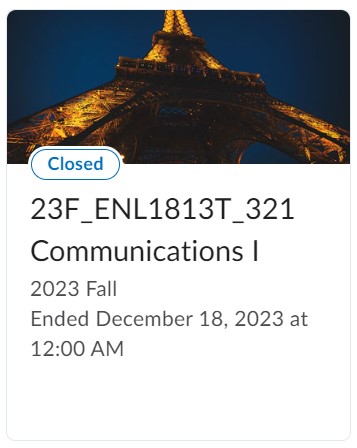 Closed
23F_ENL1813T_321
Communications I
2023 Fall
Ended December 18, 2023 at
12:00 AM